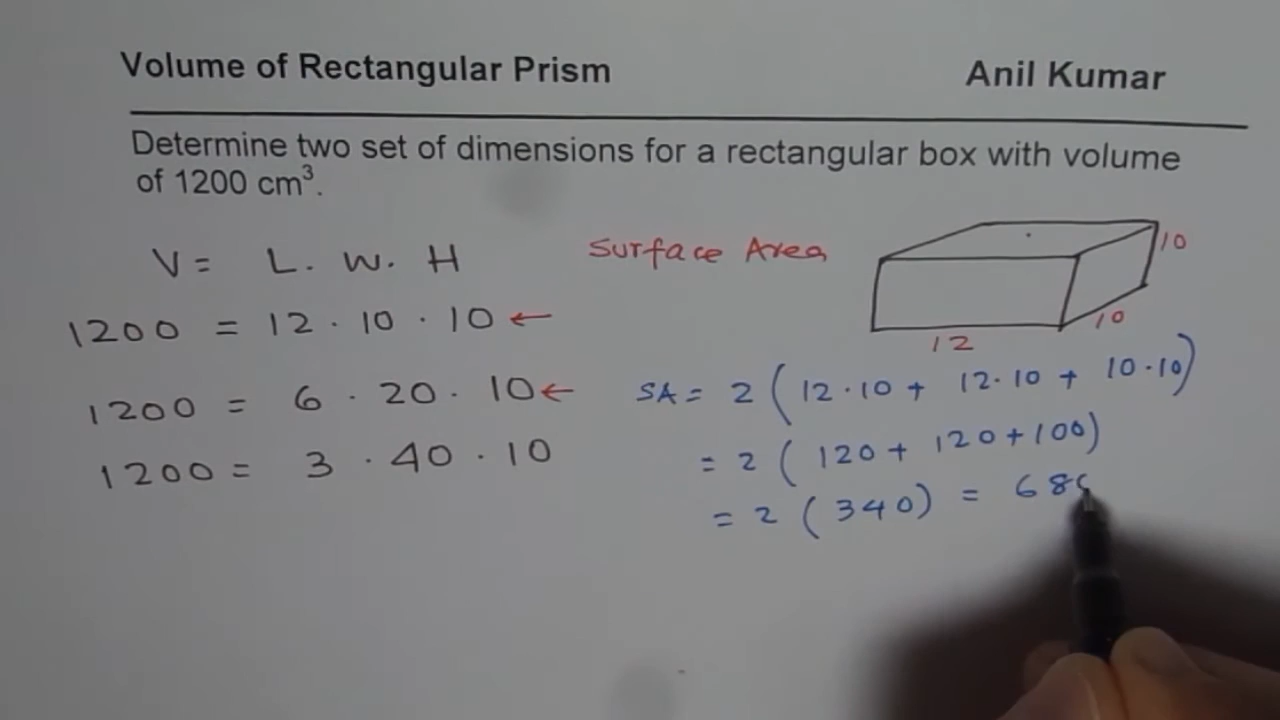 Volume of Rectangular Prism
Anil Kumar
Determine two set of dimensions for a rectangular box with volume
of 1200 cm³.
V = L. W. H
1200 = 12 . 10 . 10 ←
1200 = 6 . 20 . 10 ←
1200 = 3 . 40 . 10
Surface Area
10
10
12
SA = 2 ( 12.10 + 12.10 + 10.10)
= 2 ( 120 + 120 + 100)
= 2 ( 340) = 680